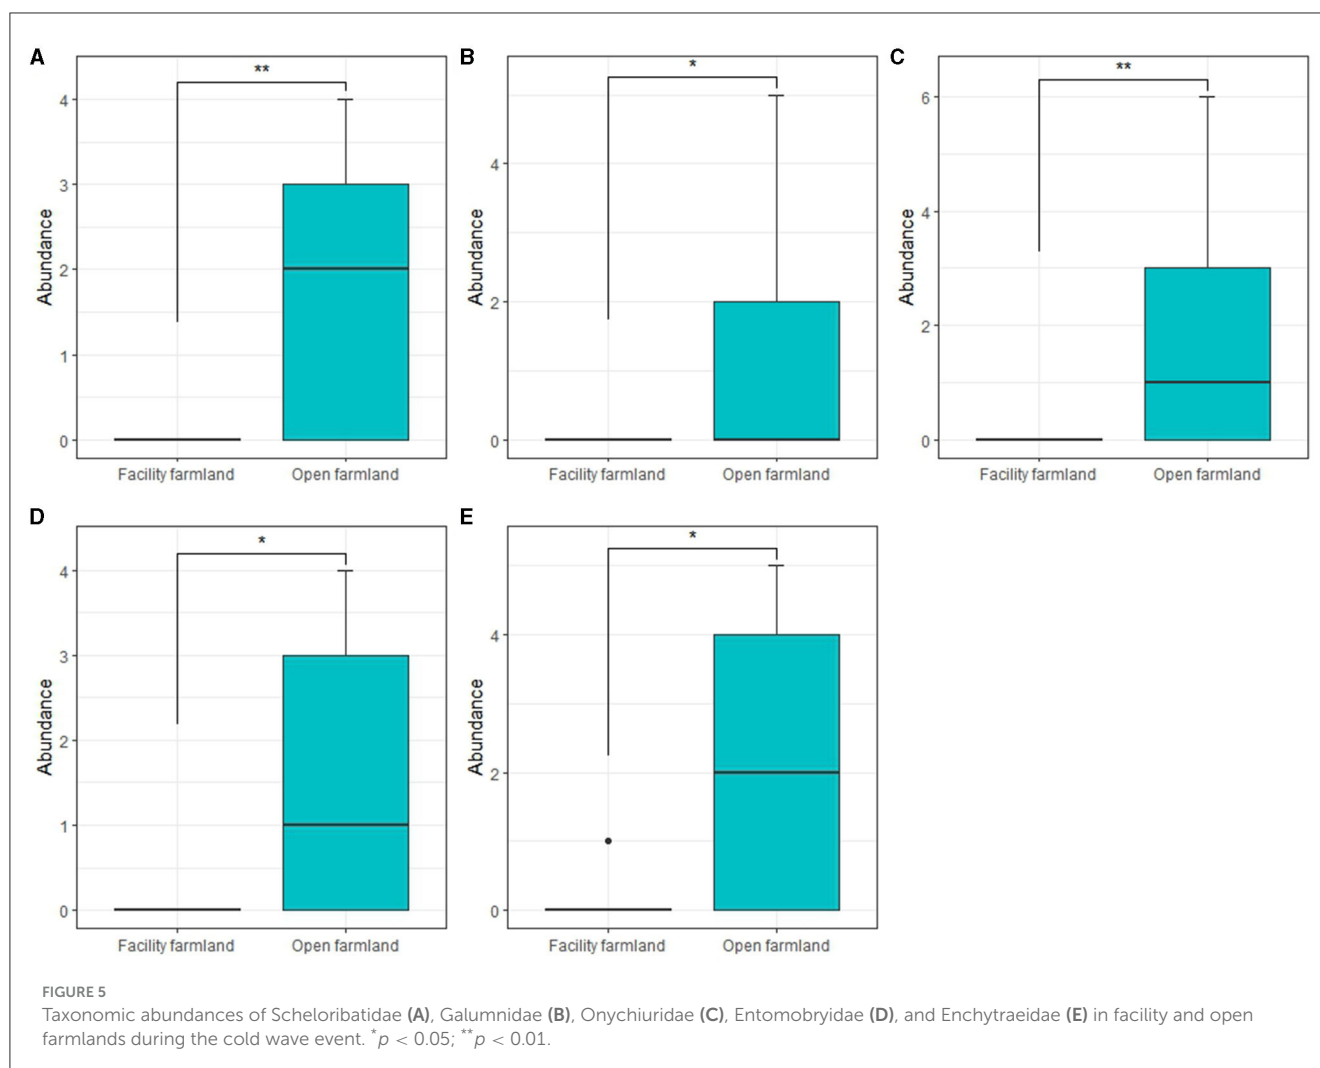 A
**
Abundance
4
3
2
1
0
Facility farmland Open farmland
B
*
Abundance
4
2
0
Facility farmland Open farmland
C
**
Abundance
6
4
2
0
Facility farmland Open farmland
D
*
Abundance
4
3
2
1
0
Facility farmland Open farmland
E
*
Abundance
4
2
0
Facility farmland Open farmland
FIGURE 5
Taxonomic abundances of Scheloribatidae (A), Galumnidae (B), Onychiuridae (C), Entomobryidae (D), and Enchytraeidae (E) in facility and open
farmlands during the cold wave event. *p < 0.05; **p < 0.01.